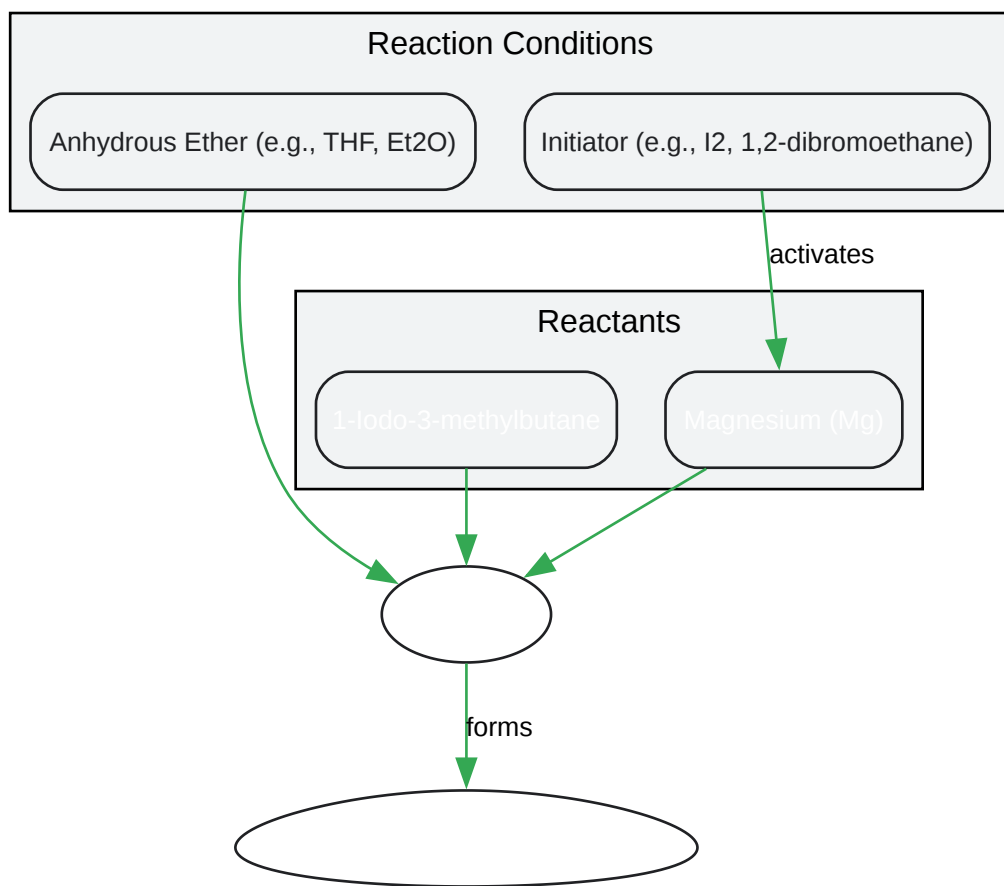 Reaction Conditions
Anhydrous Ether (e.g., THF, Et2O)
Initiator (e.g., I2, 1,2-dibromoethane)
activates
Reactants
1-Iodo-3-methylbutane
Magnesium (Mg)
forms